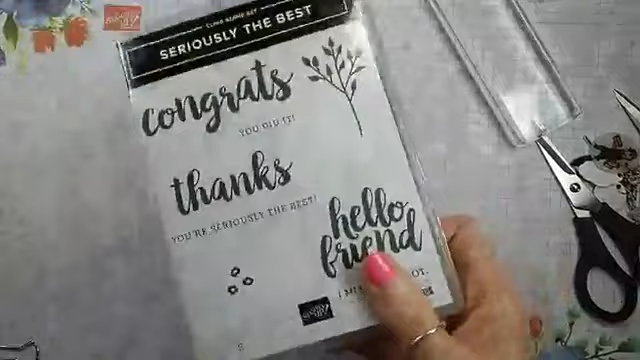 CLING STAMP SET
SERIOUSLY THE BEST
congrats
YOU DID IT!
thanks
YOU'RE SERIOUSLY THE BEST!
hello
friend